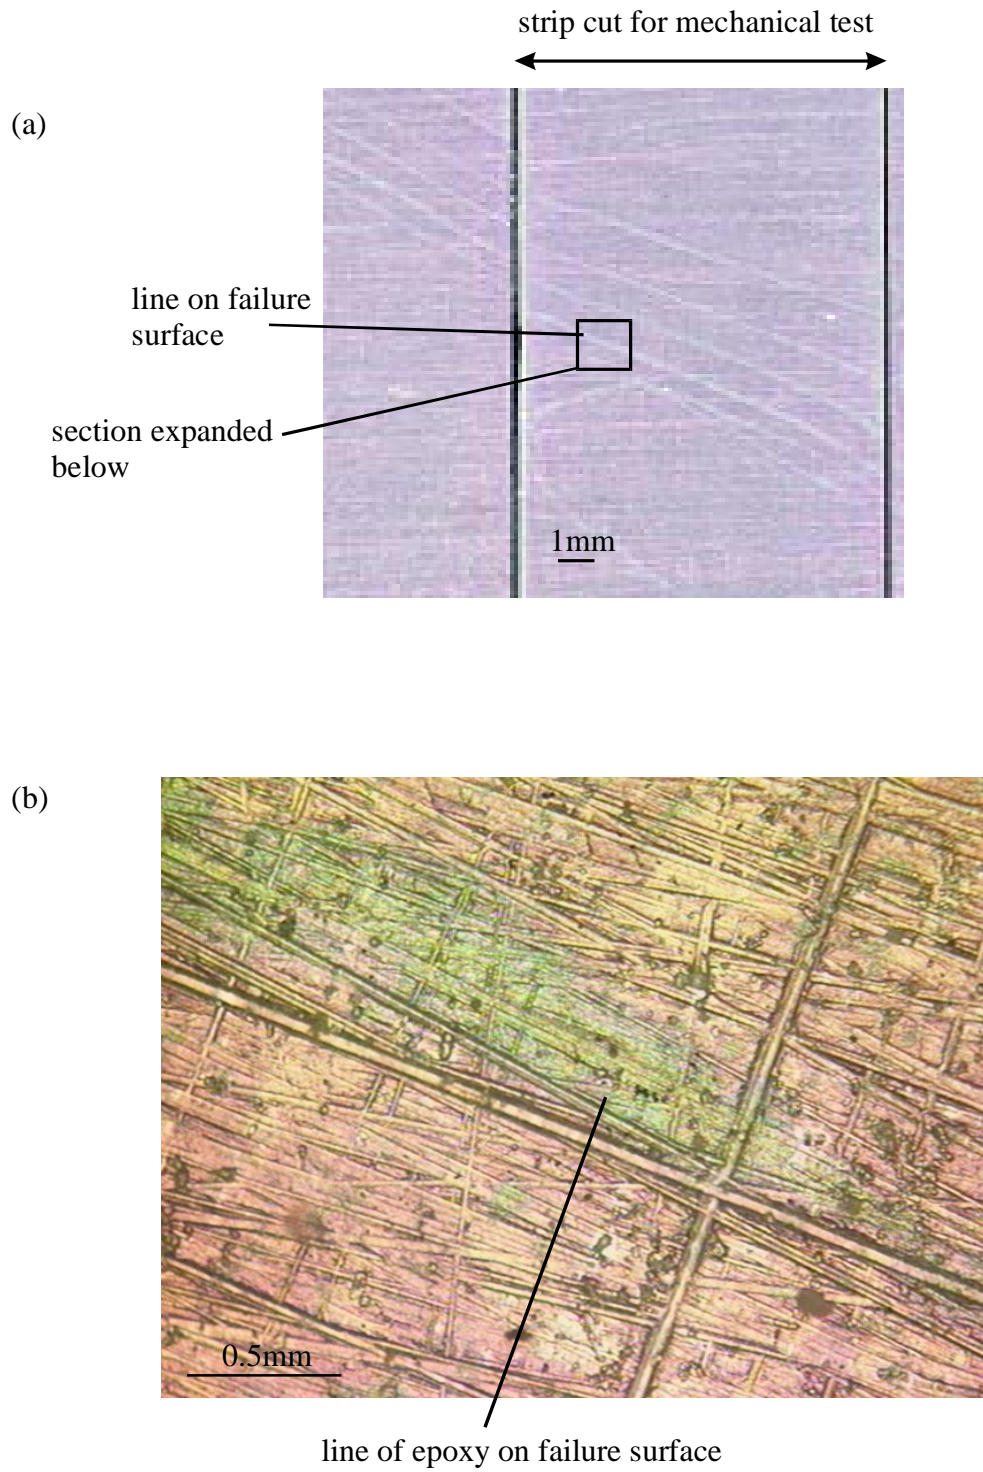 strip cut for mechanical test
(a)
line on failure
surface
section expanded
below
1mm
(b)
0.5mm
line of epoxy on failure surface